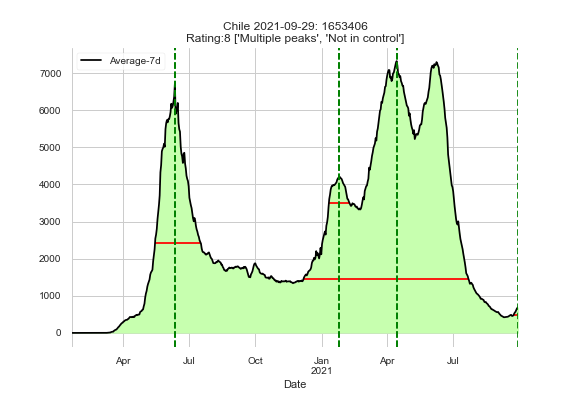 Chile 2021-09-29: 1653406
Rating:8 ['Multiple peaks', 'Not in control']
Average-7d
7000
6000
5000
4000
3000
2000
1000
0
Apr Jul Oct Jan Apr Jul
2021
Date